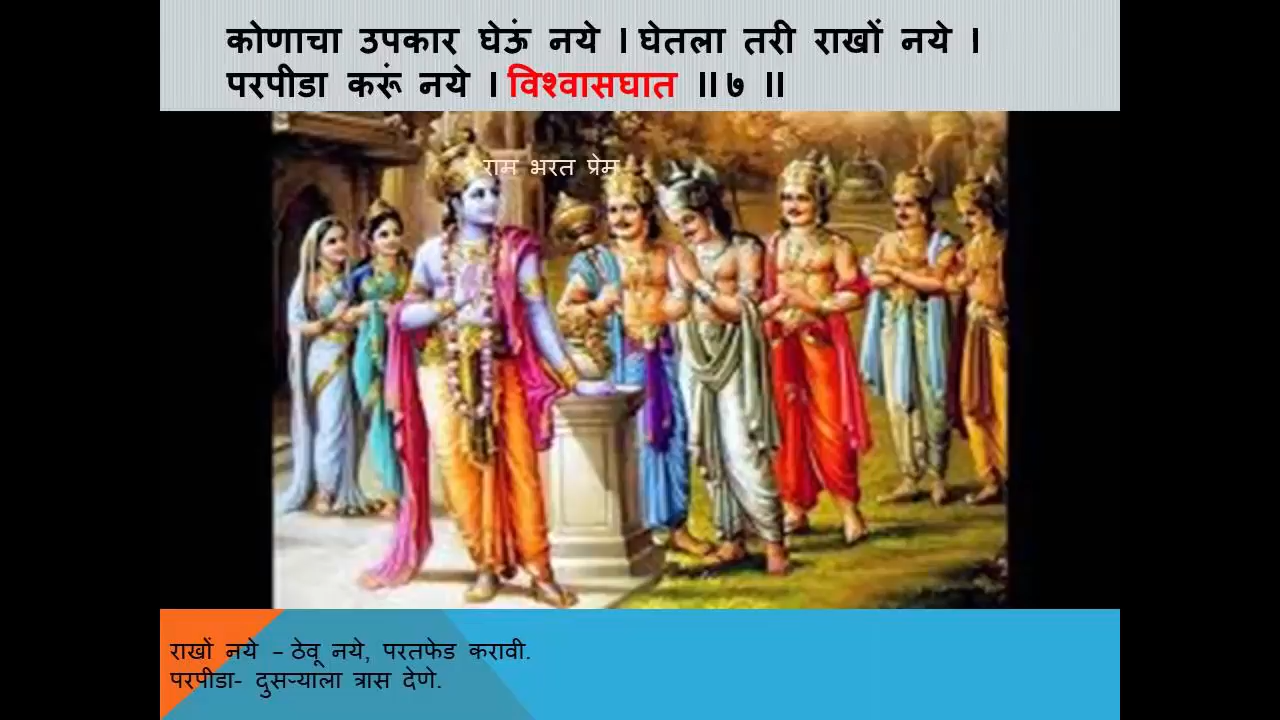 कोणाचा उपकार घेऊं नये । घेतला तरी राखों नये ।
परपीडा करूं नये । विश्वासघात ॥ ७ ॥
राम भरत प्रेम
राखों नये – ठेवू नये, परतफेड करावी.
परपीडा- दुसऱ्याला त्रास देणे.